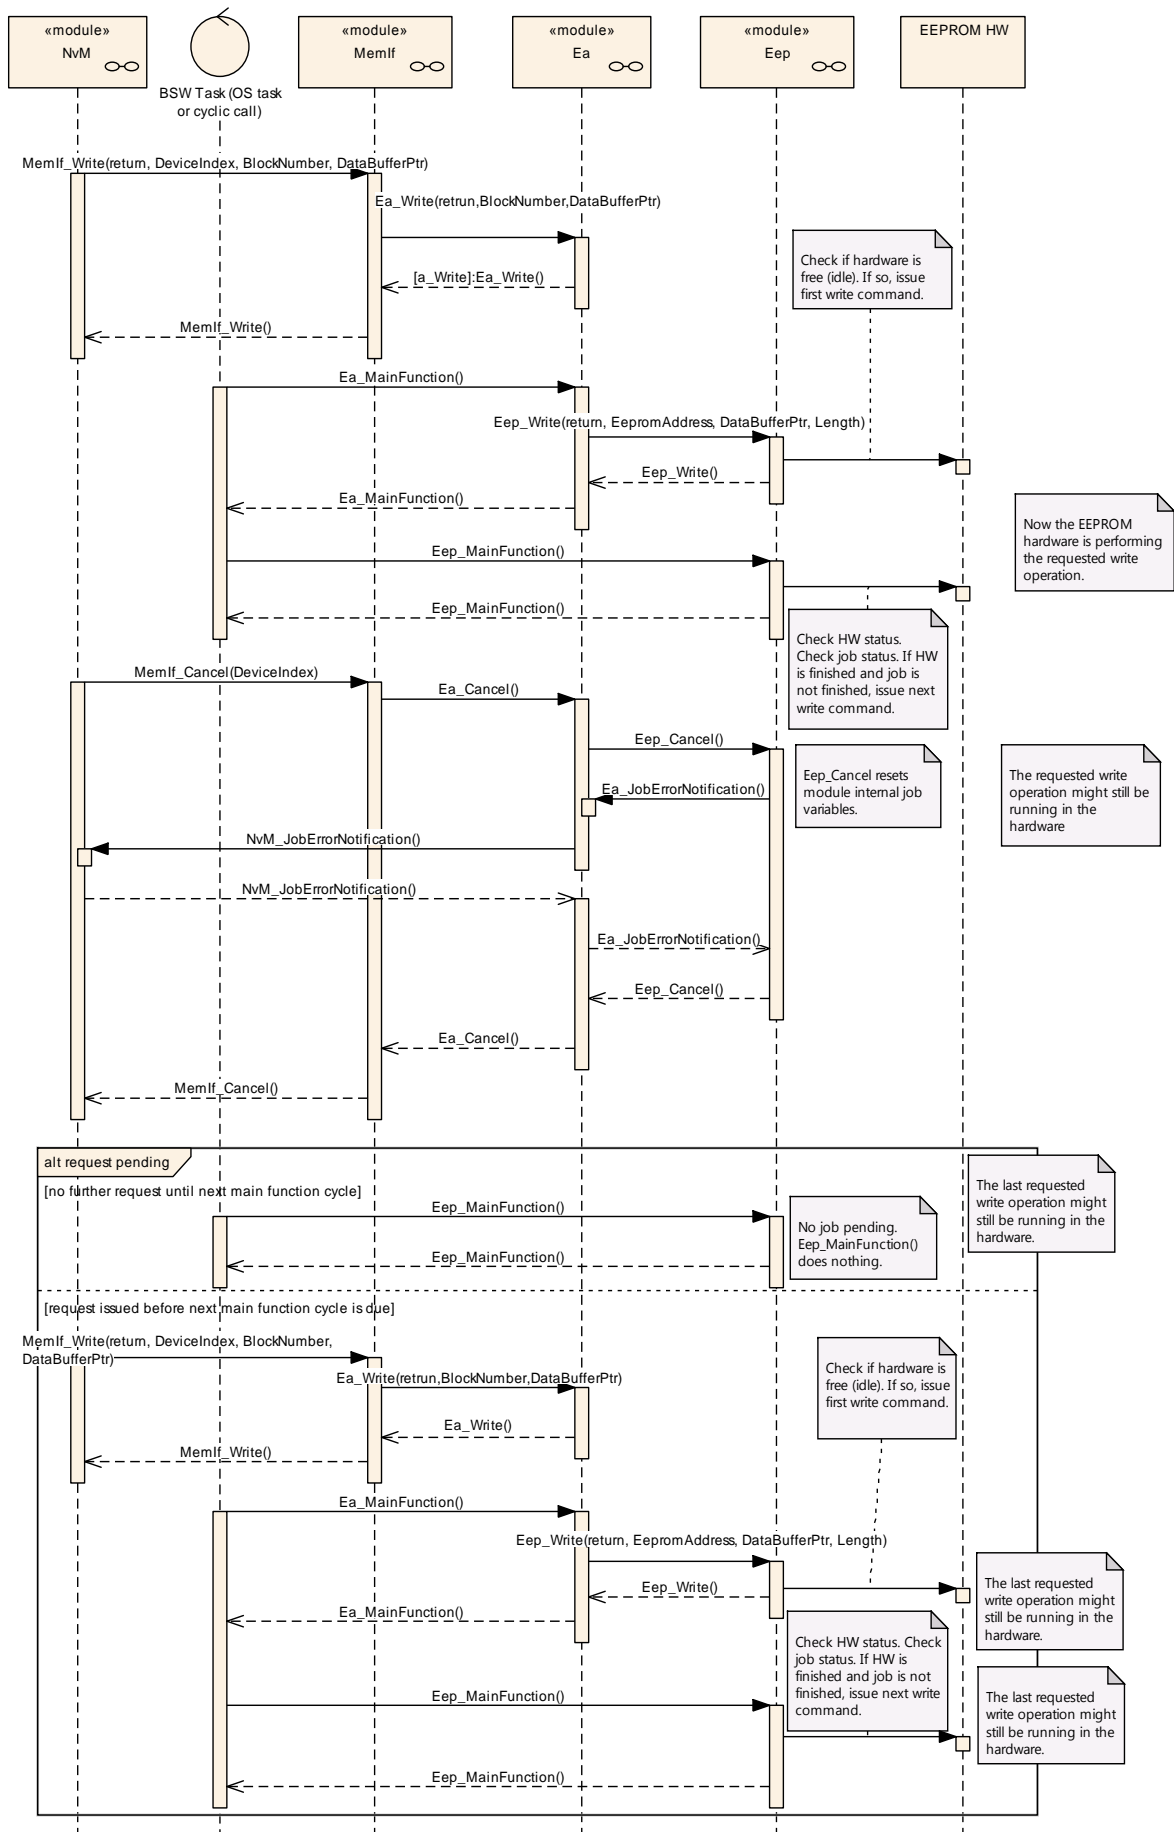 «module»
NvM
BSW Task (OS task
or cyclic call)
«module»
MemIf
«module»
Ea
«module»
Eep
EEPROM HW
MemIf_Write(return, DeviceIndex, BlockNumber, DataBufferPtr)
Ea_Write(retrun,BlockNumber,DataBufferPtr)
Check if hardware is
free (idle). If so, issue
first write command.
[a_Write]:Ea_Write()
MemIf_Write()
Ea_MainFunction()
Eep_Write(return, EepromAddress, DataBufferPtr, Length)
Eep_Write()
Ea_MainFunction()
Now the EEPROM
hardware is performing
the requested write
operation.
Eep_MainFunction()
Eep_MainFunction()
Check HW status.
Check job status. If HW
is finished and job is
not finished, issue next
write command.
MemIf_Cancel(DeviceIndex)
Ea_Cancel()
Eep_Cancel()
Eep_Cancel resets
module internal job
variables.
The requested write
operation might still be
running in the
hardware
Ea_JobErrorNotification()
NvM_JobErrorNotification()
NvM_JobErrorNotification()
Ea_JobErrorNotification()
Eep_Cancel()
Ea_Cancel()
MemIf_Cancel()
alt request pending
[no further request until next main function cycle]
The last requested
write operation might
still be running in the
hardware.
Eep_MainFunction()
No job pending.
Eep_MainFunction()
does nothing.
Eep_MainFunction()
[request issued before next main function cycle is due]
MemIf_Write(return, DeviceIndex, BlockNumber,
DataBufferPtr)
Check if hardware is
free (idle). If so, issue
first write command.
Ea_Write(retrun,BlockNumber,DataBufferPtr)
Ea_Write()
MemIf_Write()
Ea_MainFunction()
Eep_Write(return, EepromAddress, DataBufferPtr, Length)
Eep_Write()
The last requested
write operation might
still be running in the
hardware.
Ea_MainFunction()
Check HW status. Check
job status. If HW is
finished and job is not
finished, issue next write
command.
Eep_MainFunction()
The last requested
write operation might
still be running in the
hardware.
Eep_MainFunction()